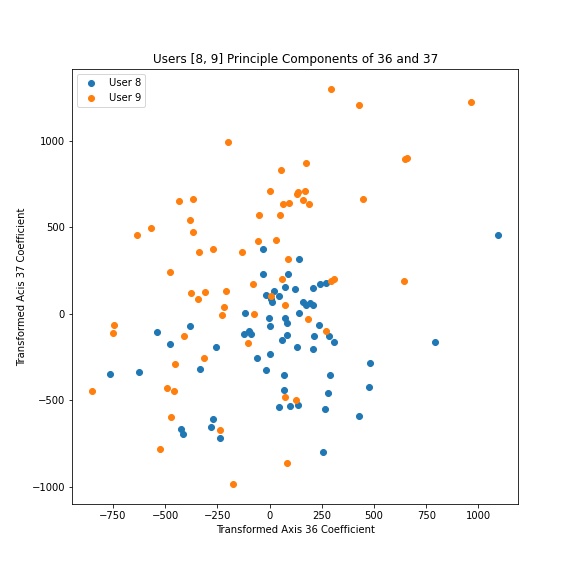 Users [8, 9] Principle Components of 36 and 37
User 8
User 9
Transformed Acis 37 Coefficient
1000
500
0
−500
−1000
−750
−500
−250
0
250
500
750
1000
Transformed Axis 36 Coefficient